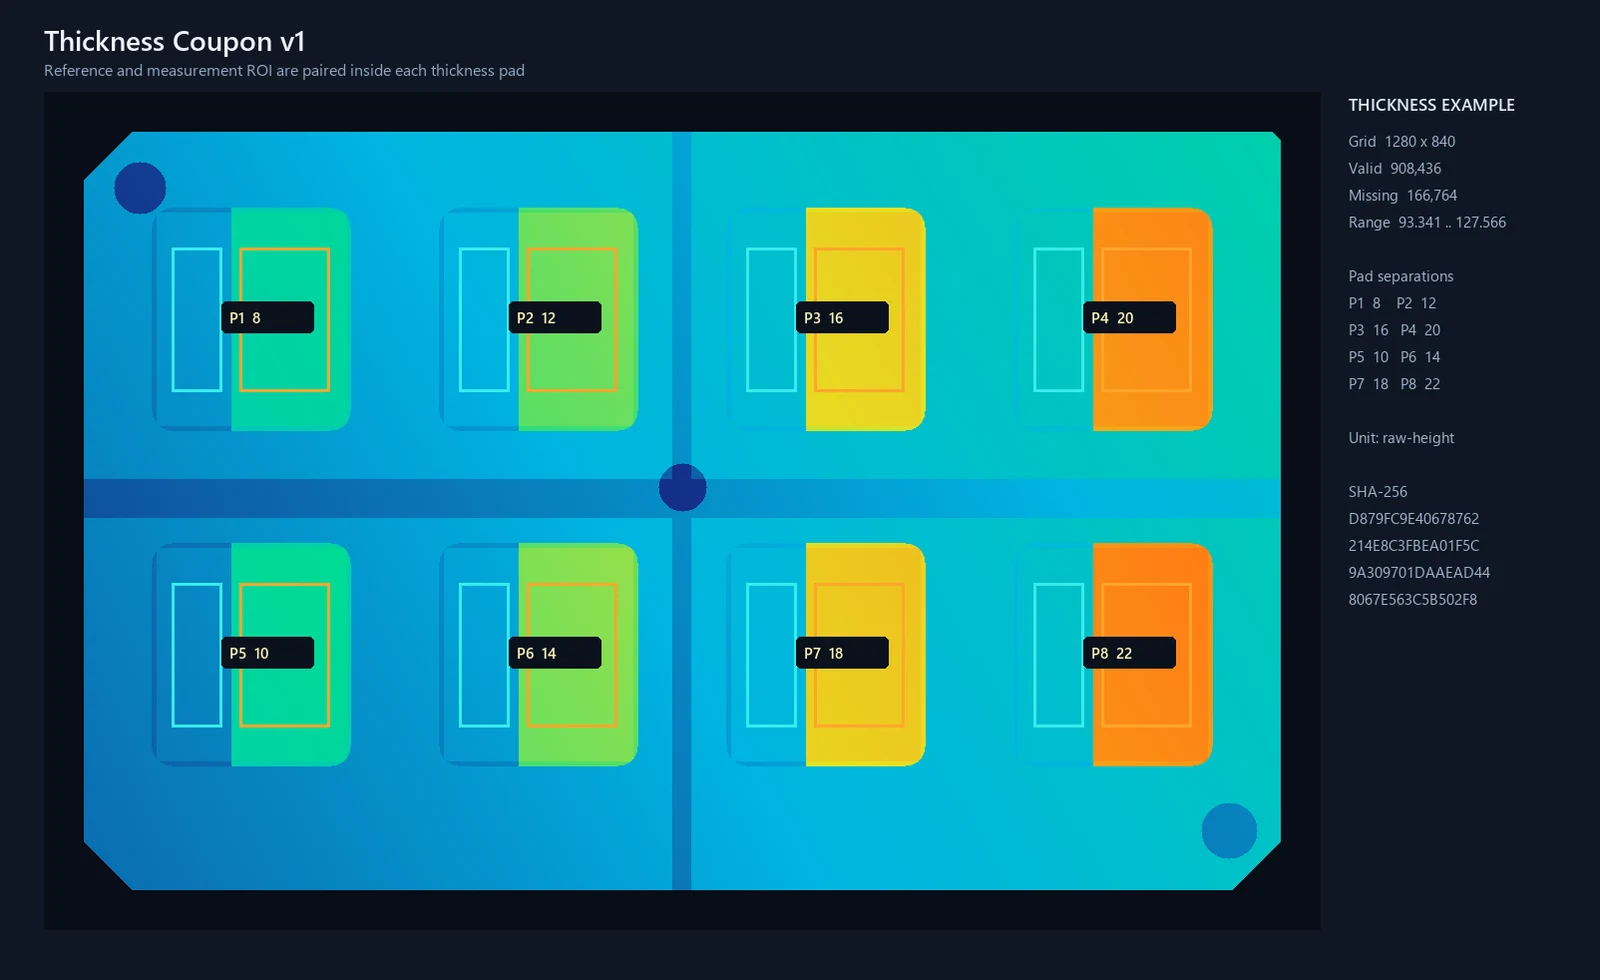 Thickness Coupon v1
Reference and measurement ROI are paired inside each thickness pad
P1 8
P2 12
P3 16
P4 20
P5 10
P6 14
P7 18
P8 22
THICKNESS EXAMPLE
Grid 1280 x 840
Valid 908,436
Missing 166,764
Range 93.341 .. 127.566
Pad separations
P1 8 P2 12
P3 16 P4 20
P5 10 P6 14
P7 18 P8 22
Unit: raw-height
SHA-256
D879FC9E40678762
214E8C3FBEA01F5C
9A309701DAAEAD44
8067E563C5B502F8